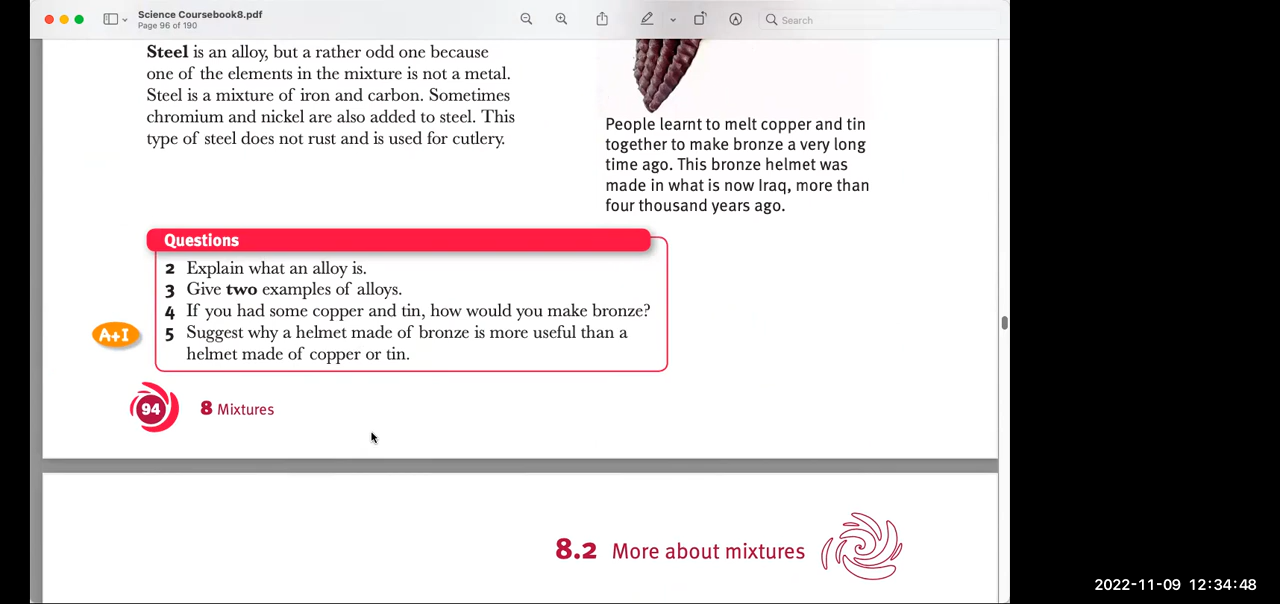 Science Coursebook8.pdf
Page 96 of 190
Search
Steel is an alloy, but a rather odd one because
one of the elements in the mixture is not a metal.
Steel is a mixture of iron and carbon. Sometimes
chromium and nickel are also added to steel. This
type of steel does not rust and is used for cutlery.
People learnt to melt copper and tin
together to make bronze a very long
time ago. This bronze helmet was
made in what is now Iraq, more than
four thousand years ago.
Questions
2 Explain what an alloy is.
3 Give two examples of alloys.
4 If you had some copper and tin, how would you make bronze?
A+I
5 Suggest why a helmet made of bronze is more useful than a
helmet made of copper or tin.
94 8 Mixtures
8.2 More about mixtures
2022-11-09 12:34:48